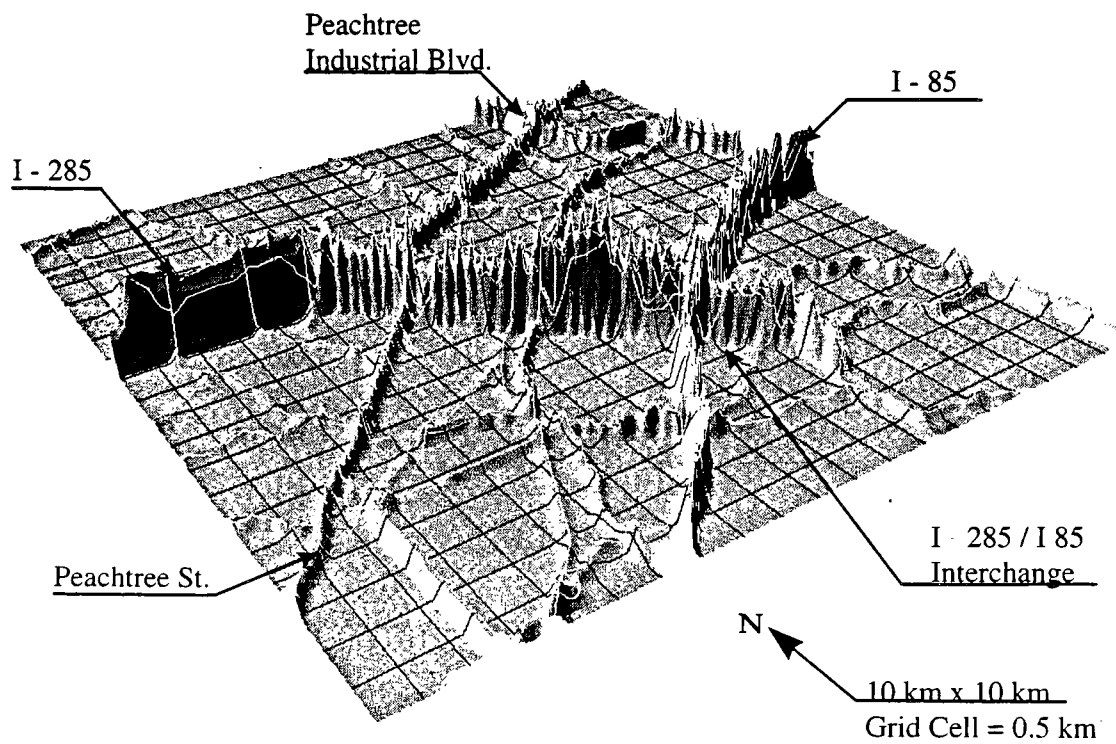 Peachtree
Industrial Blvd.
I - 85
I - 285
Peachtree St.
I - 285 / I 85
Interchange
N
10 km x 10 km
Grid Cell = 0.5 km